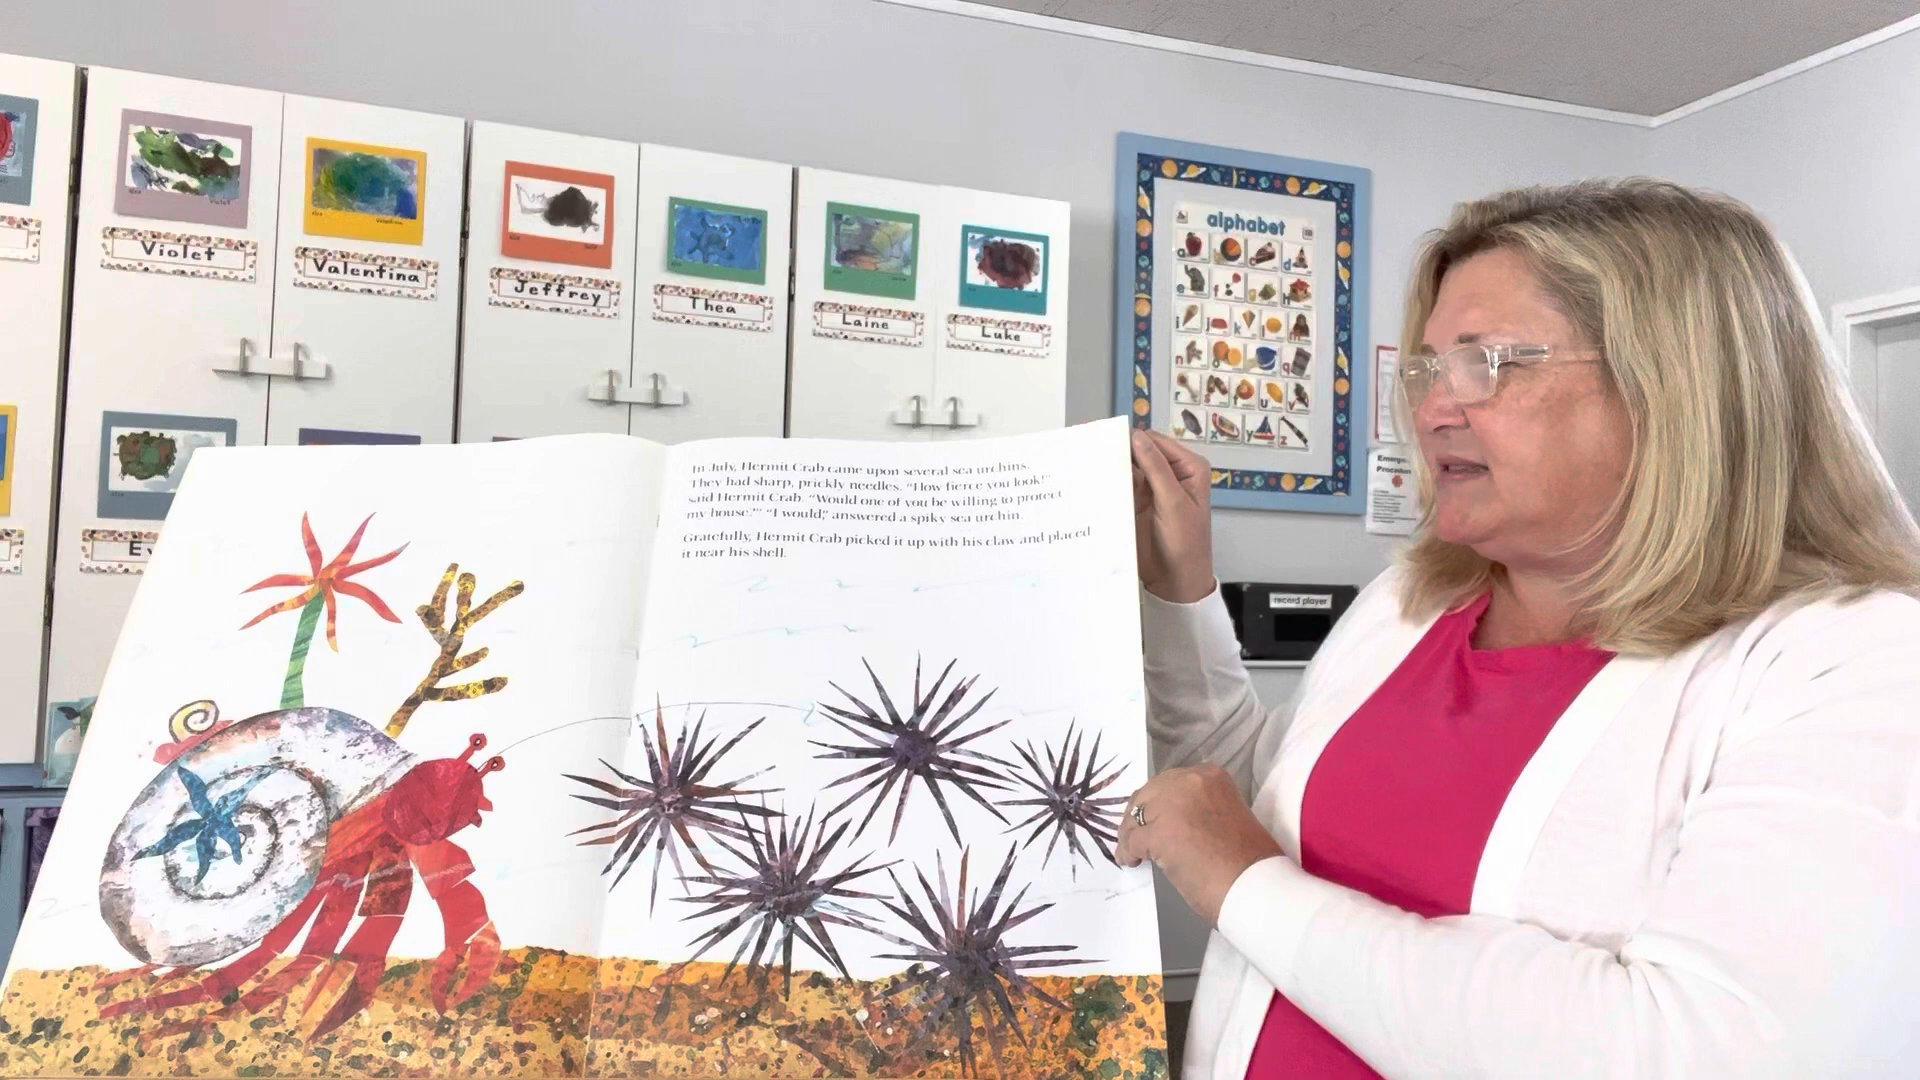 Violet
Valentina
Jeffrey
Thea
Laine
Luke
alphabet
a
d
e
f
h
i
j
k
l
n
o
q
r
u
v
w
x
y
z
In July, Hermit Crab came upon several sea urchins.
They had sharp, prickly needles. “How fierce you look!”
said Hermit Crab. “Would one of you be willing to protect
my house?” “I would,” answered a spiky sea urchin.
Gratefully, Hermit Crab picked it up with his claw and placed
it near his shell.
record player